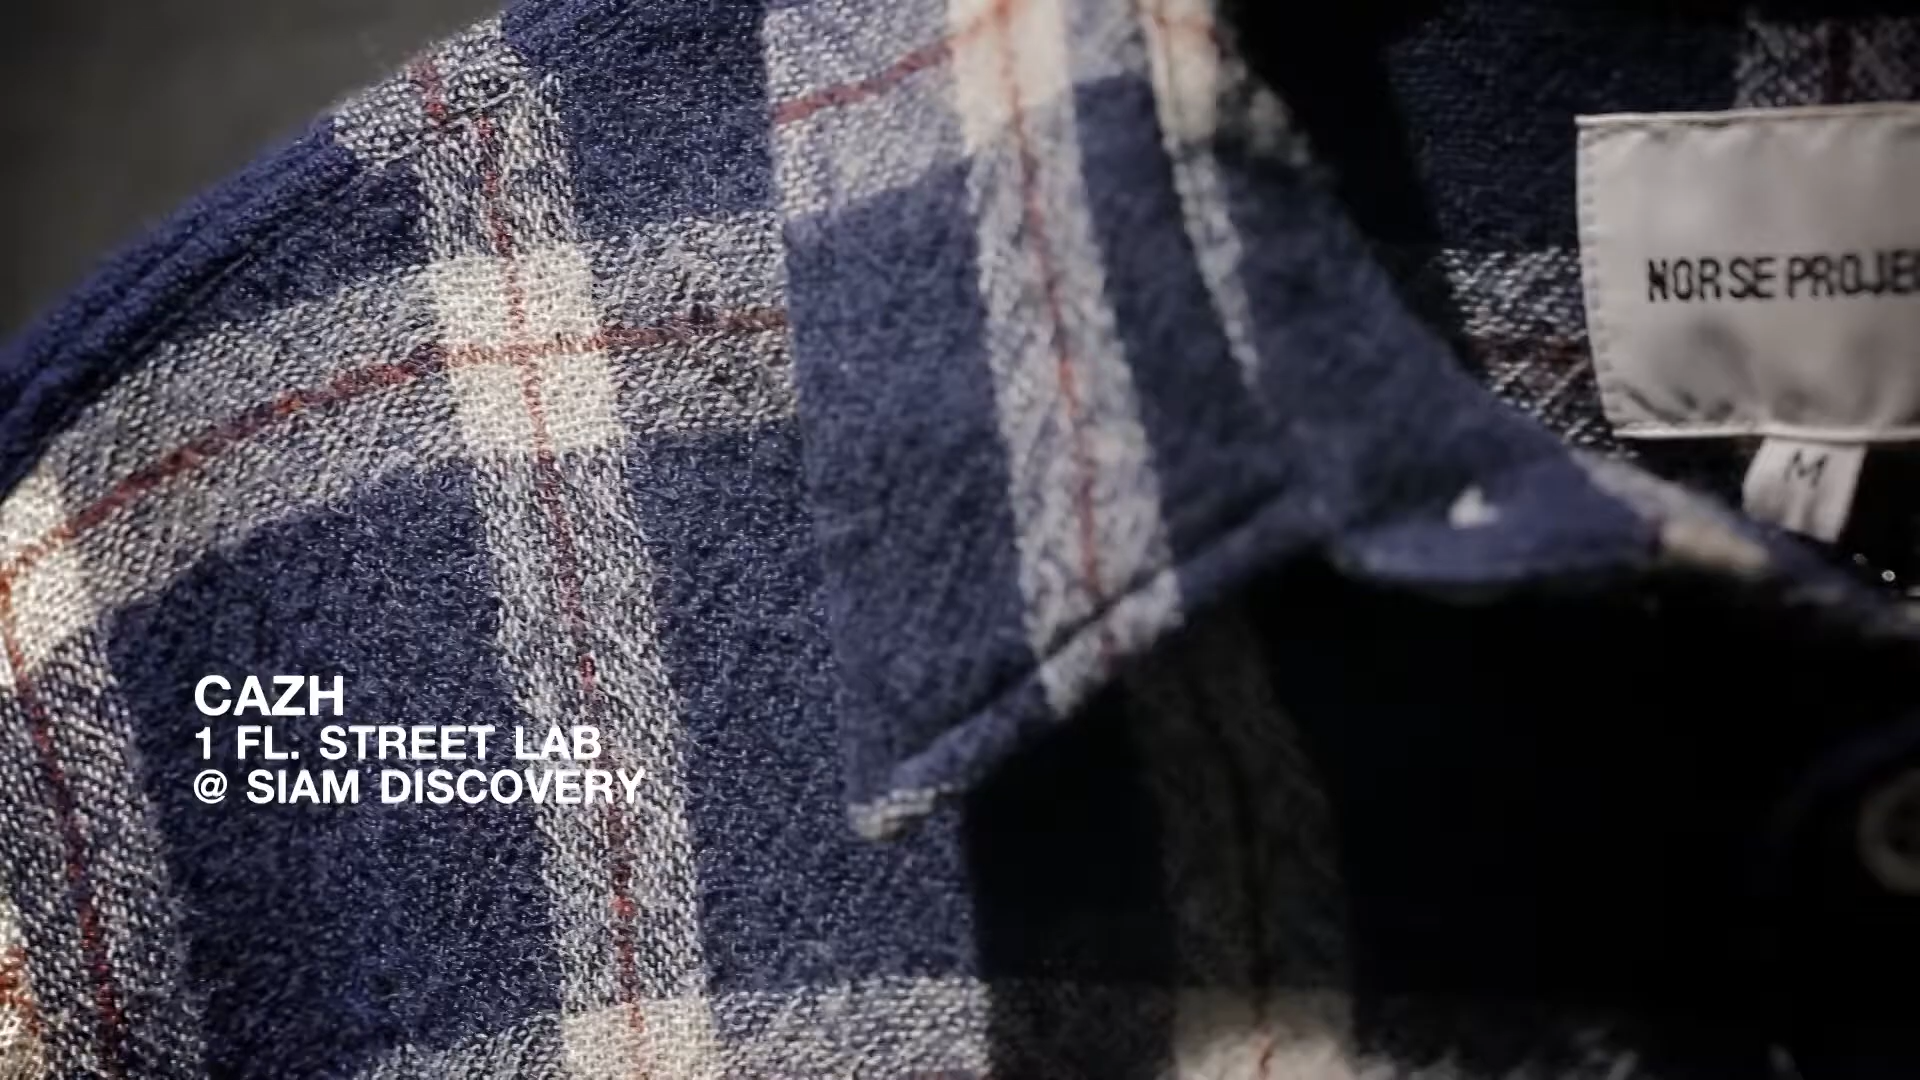 NORSE PROJE
M
CAZH
1 FL. STREET LAB
@ SIAM DISCOVERY